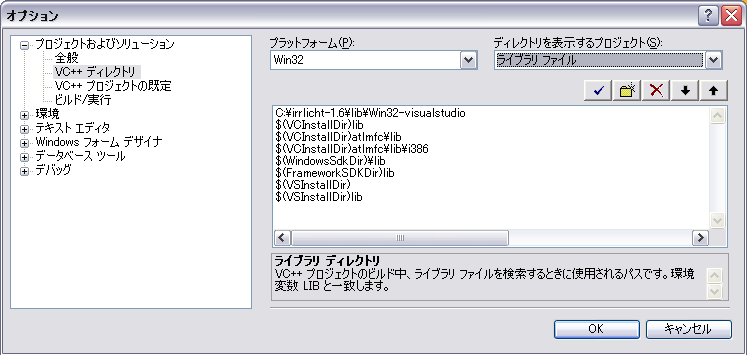 オプション
プロジェクトおよびソリューション
全般
VC++ ディレクトリ
VC++ プロジェクトの既定
ビルド/実行
環境
テキスト エディタ
Windows フォーム デザイナ
データベース ツール
デバッグ
プラットフォーム(P):
Win32
ディレクトリを表示するプロジェクト(S):
ライブラリ ファイル
C:¥irrlicht-1.6¥lib¥Win32-visualstudio
$(VCInstallDir)lib
$(VCInstallDir)atlmfc¥lib
$(VCInstallDir)atlmfc¥lib¥i386
$(WindowsSdkDir)¥lib
$(FrameworkSDKDir)lib
$(VSInstallDir)
$(VSInstallDir)lib
ライブラリ ディレクトリ
VC++ プロジェクトのビルド中、ライブラリ ファイルを検索するときに使用されるパスです。環境
変数 LIB と一致します。
OK
キャンセル